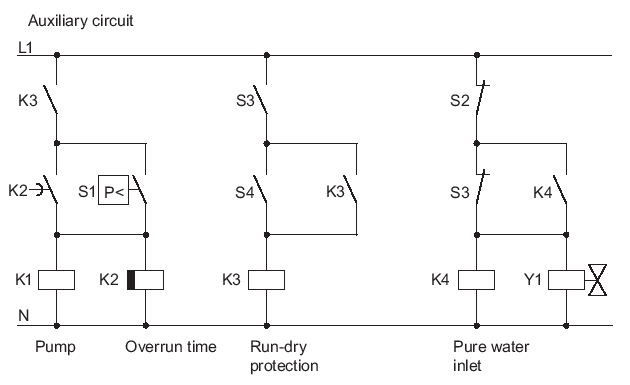 Auxiliary circuit
L1
K3 S3 S2
K2 S1 P< S4 K3 S3 K4
K1 K2 K3 K4 Y1
N
Pump Overrun time Run-dry Pure water
protection inlet